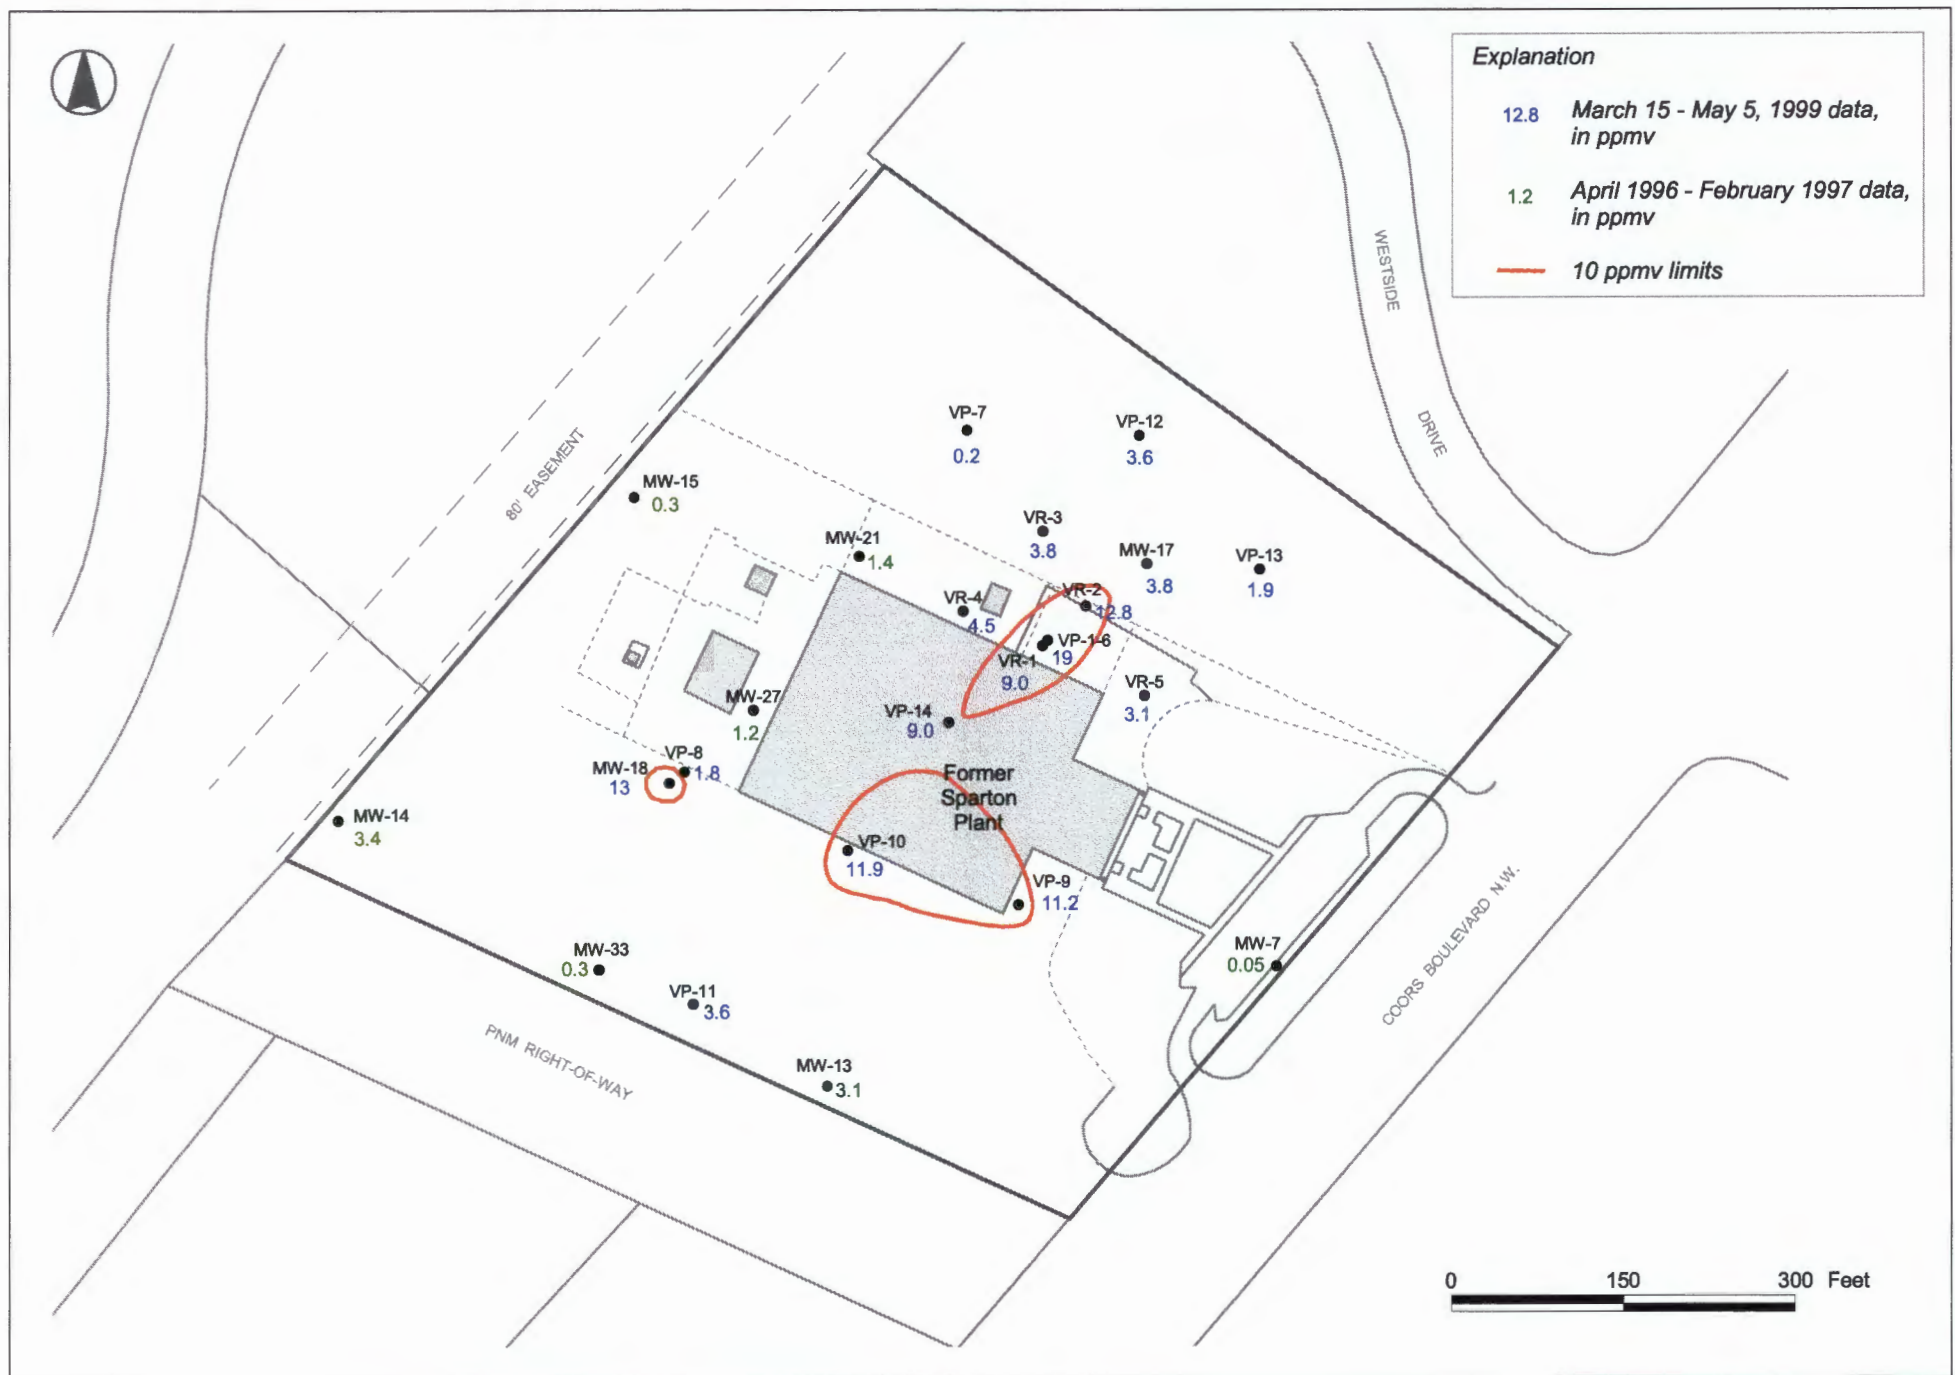 Explanation
12.8 March 15 - May 5, 1999 data,
in ppmv
1.2 April 1996 - February 1997 data,
in ppmv
10 ppmv limits
WESTSIDE
DRIVE
80' EASEMENT
VP-7
0.2
VP-12
3.6
MW-15
0.3
VR-3
3.8
MW-21
1.4
MW-17
3.8
VP-13
1.9
VR-4
4.5
VR-2
12.8
VP-1-6
19
VR-1
9.0
VR-5
3.1
MW-27
1.2
VP-14
9.0
VP-8
1.8
MW-18
13
Former
Sparton
Plant
MW-14
3.4
VP-10
11.9
VP-9
11.2
MW-7
0.05
COORS BOULEVARD N.W.
MW-33
0.3
VP-11
3.6
PNM RIGHT-OF-WAY
MW-13
3.1
0 150 300 Feet